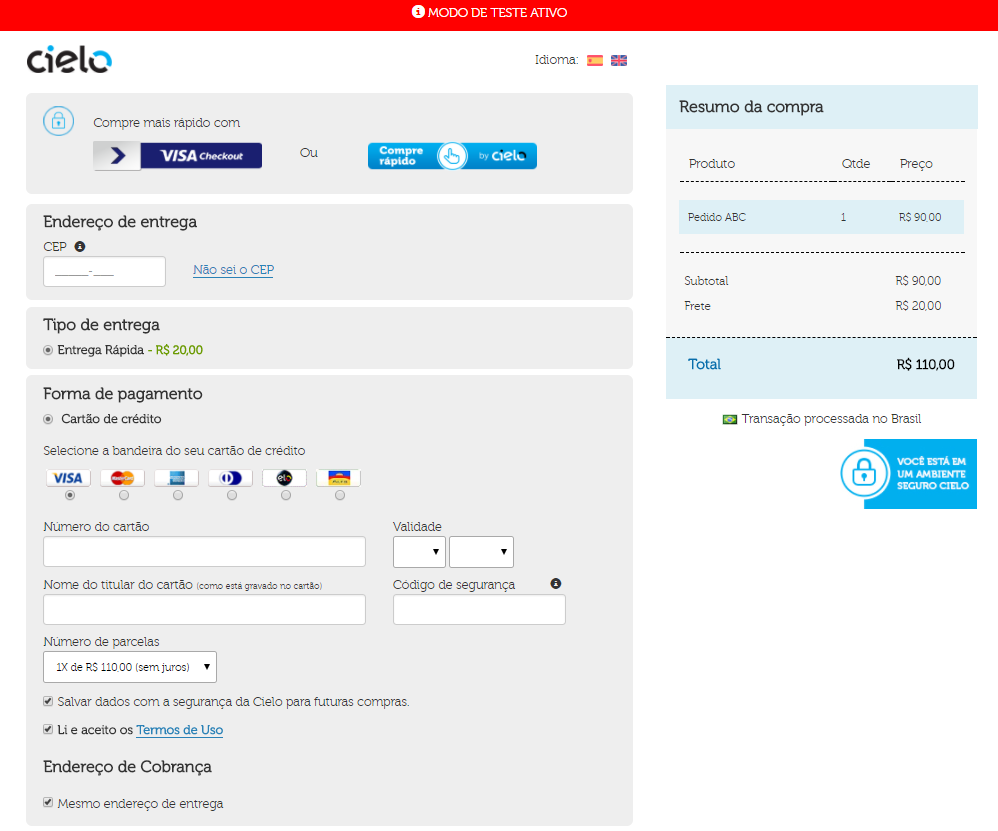 MODO DE TESTE ATIVO
cielo
Idioma:
Compre mais rápido com
VISA Checkout
Ou
Compre rápido by cielo
Endereço de entrega
CEP
_____-___
Não sei o CEP
Tipo de entrega
Entrega Rápida - R$ 20,00
Forma de pagamento
Cartão de crédito
Selecione a bandeira do seu cartão de crédito
VISA MasterCard elo
Número do cartão
Validade
Nome do titular do cartão (como está gravado no cartão)
Código de segurança
Número de parcelas
1X de R$ 110,00 (sem juros)
Salvar dados com a segurança da Cielo para futuras compras.
Li e aceito os Termos de Uso
Endereço de Cobrança
Mesmo endereço de entrega
Resumo da compra
Produto Qtde Preço
Pedido ABC 1 R$ 90,00
Subtotal R$ 90,00
Frete R$ 20,00
Total R$ 110,00
Transação processada no Brasil
VOCÊ ESTÁ EM
UM AMBIENTE
SEGURO CIELO